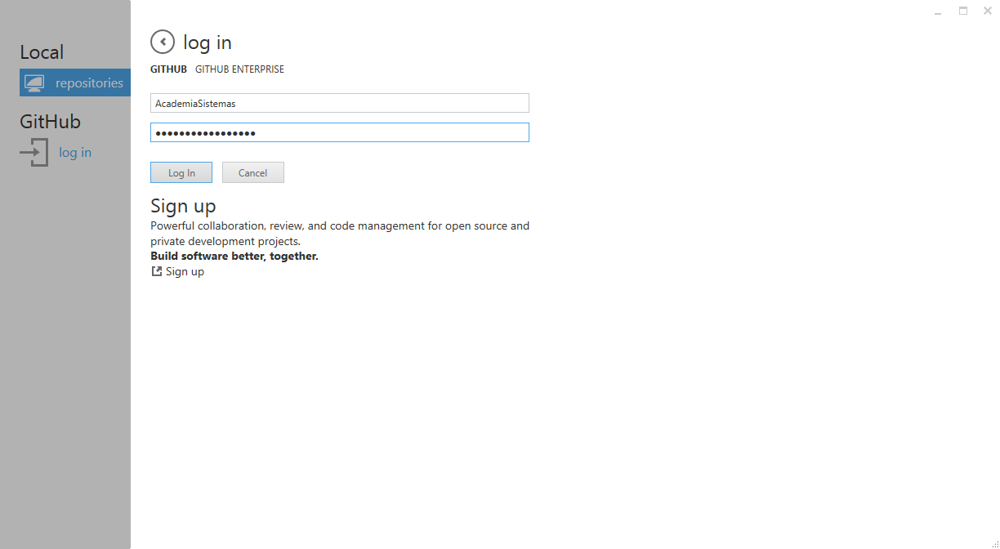 Local
repositories
GitHub
log in
log in
GITHUB GITHUB ENTERPRISE
AcademiaSistemas
•••••••••••••••••
Log In Cancel
Sign up
Powerful collaboration, review, and code management for open source and
private development projects.
Build software better, together.
Sign up